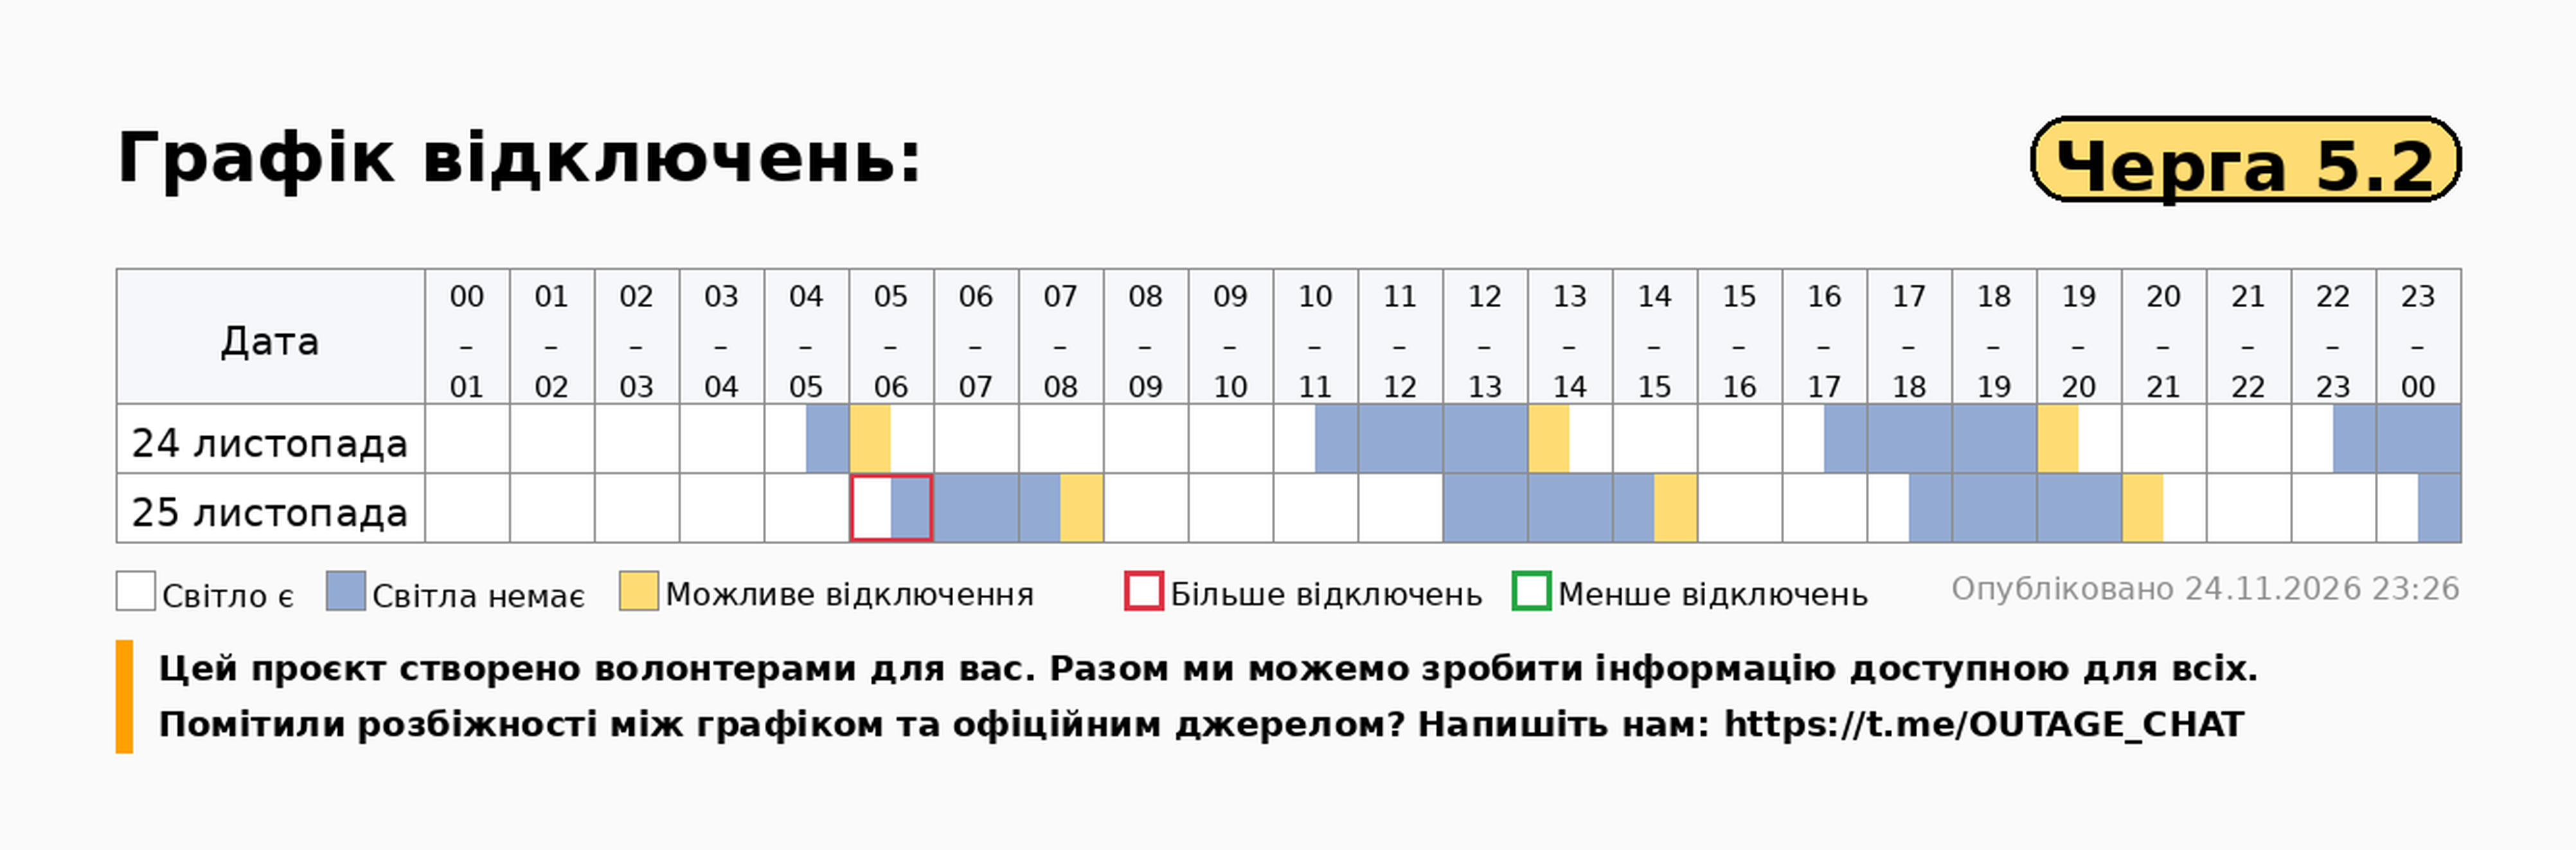 Графік відключень:
Черга 5.2
Дата
00 – 01
01 – 02
02 – 03
03 – 04
04 – 05
05 – 06
06 – 07
07 – 08
08 – 09
09 – 10
10 – 11
11 – 12
12 – 13
13 – 14
14 – 15
15 – 16
16 – 17
17 – 18
18 – 19
19 – 20
20 – 21
21 – 22
22 – 23
23 – 00
24 листопада
25 листопада
Світло є
Світла немає
Можливе відключення
Більше відключень
Менше відключень
Опубліковано 24.11.2026 23:26
Цей проєкт створено волонтерами для вас. Разом ми можемо зробити інформацію доступною для всіх.
Помітили розбіжності між графіком та офіційним джерелом? Напишіть нам: https://t.me/OUTAGE_CHAT